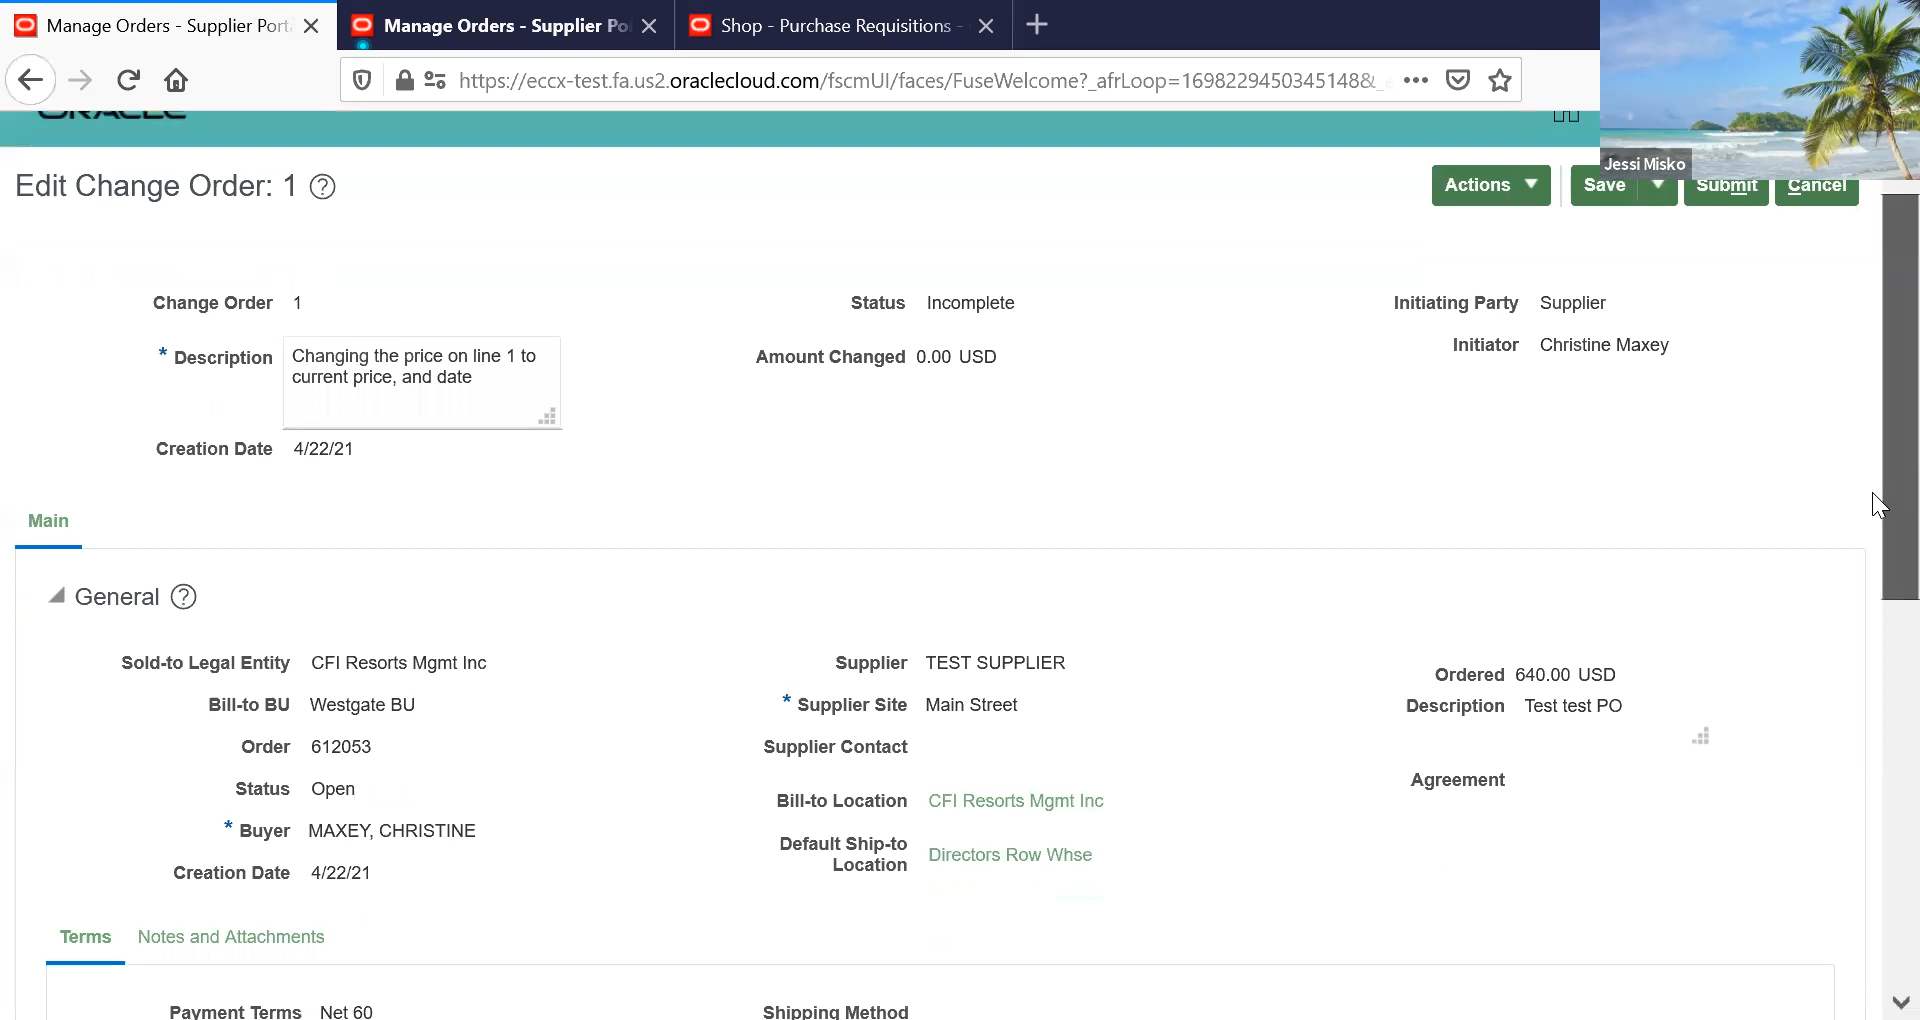 Manage Orders - Supplier Port
Manage Orders - Supplier Po
Shop - Purchase Requisitions -
https://eccx-test.fa.us2.oraclecloud.com/fscmUI/faces/FuseWelcome?_afrLoop=1698229450345148&_
ORACLE
Jessi Misko
Edit Change Order: 1 ?
Actions Save Submit Cancel
Change Order 1
Status Incomplete
Initiating Party Supplier
* Description Changing the price on line 1 to
current price, and date
Amount Changed 0.00 USD
Initiator Christine Maxey
Creation Date 4/22/21
Main
General ?
Sold-to Legal Entity CFI Resorts Mgmt Inc
Bill-to BU Westgate BU
Order 612053
Status Open
* Buyer MAXEY, CHRISTINE
Creation Date 4/22/21
Supplier TEST SUPPLIER
* Supplier Site Main Street
Supplier Contact
Bill-to Location CFI Resorts Mgmt Inc
Default Ship-to
Location Directors Row Whse
Ordered 640.00 USD
Description Test test PO
Agreement
Terms Notes and Attachments
Payment Terms Net 60
Shipping Method